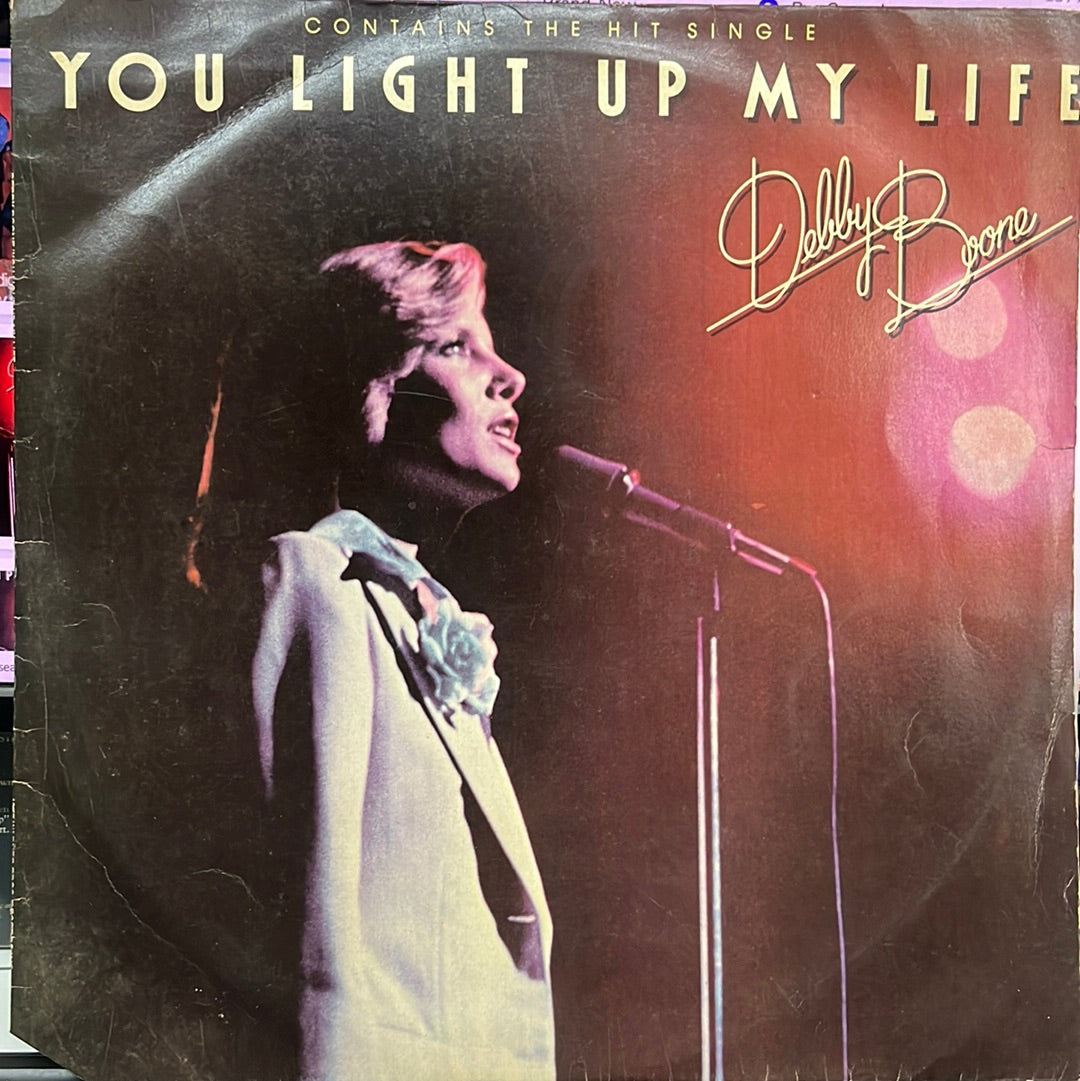 CONTAINS THE HIT SINGLE
YOU LIGHT UP MY LIFE
Debby Boone